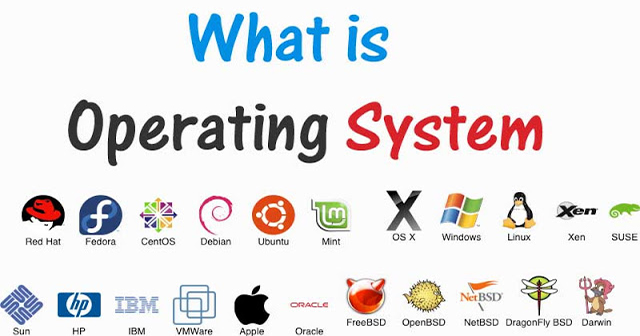 What is
Operating System
Red Hat Fedora CentOS Debian Ubuntu Mint OS X Windows Linux Xen SUSE
hp IBM ORACLE NetBSD
Sun HP IBM VMWare Apple Oracle FreeBSD OpenBSD NetBSD DragonFly BSD Darwin